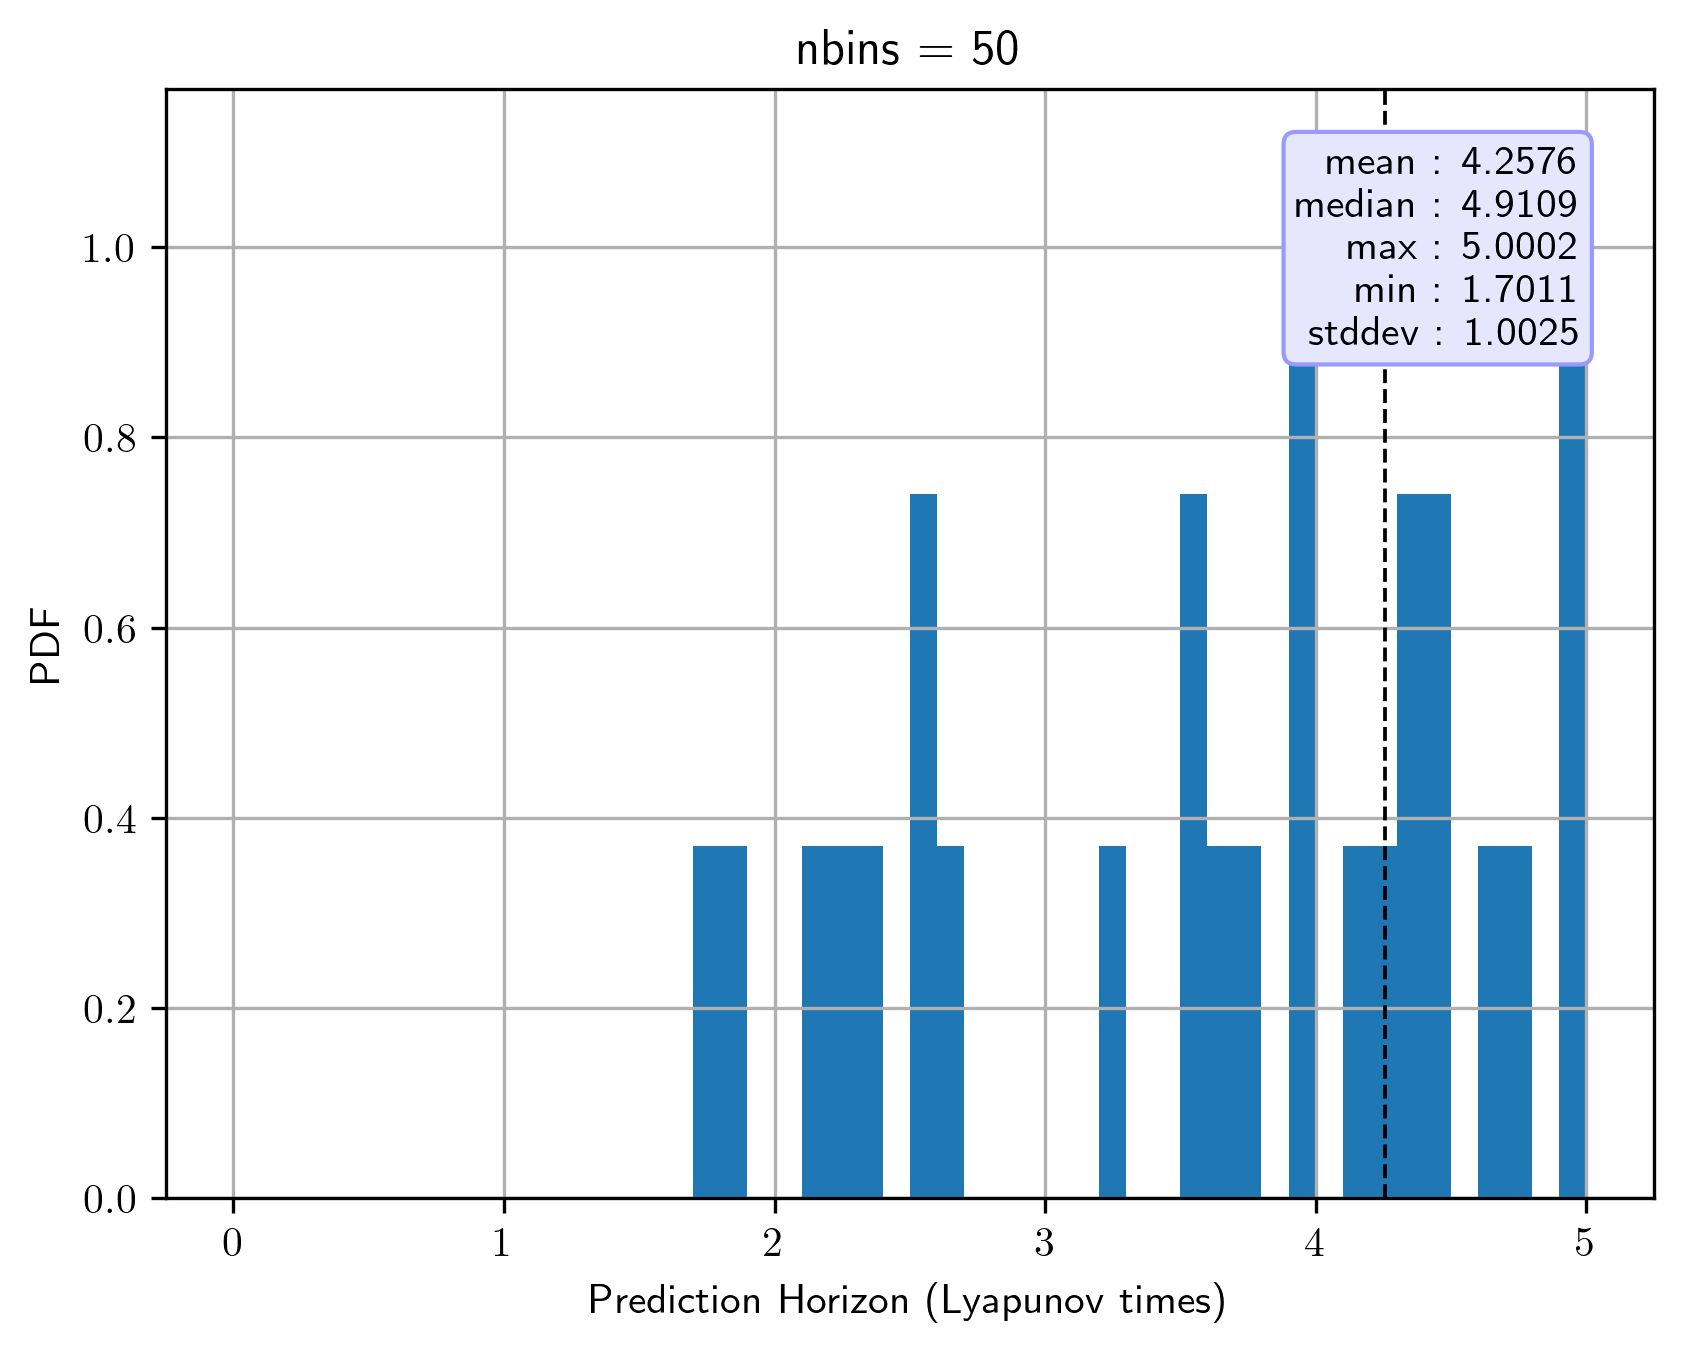 nbins = 50
mean : 4.2576
median : 4.9109
max : 5.0002
min : 1.7011
stddev : 1.0025
1.0
0.8
0.6
0.4
0.2
0.0
PDF
0 1 2 3 4 5
Prediction Horizon (Lyapunov times)